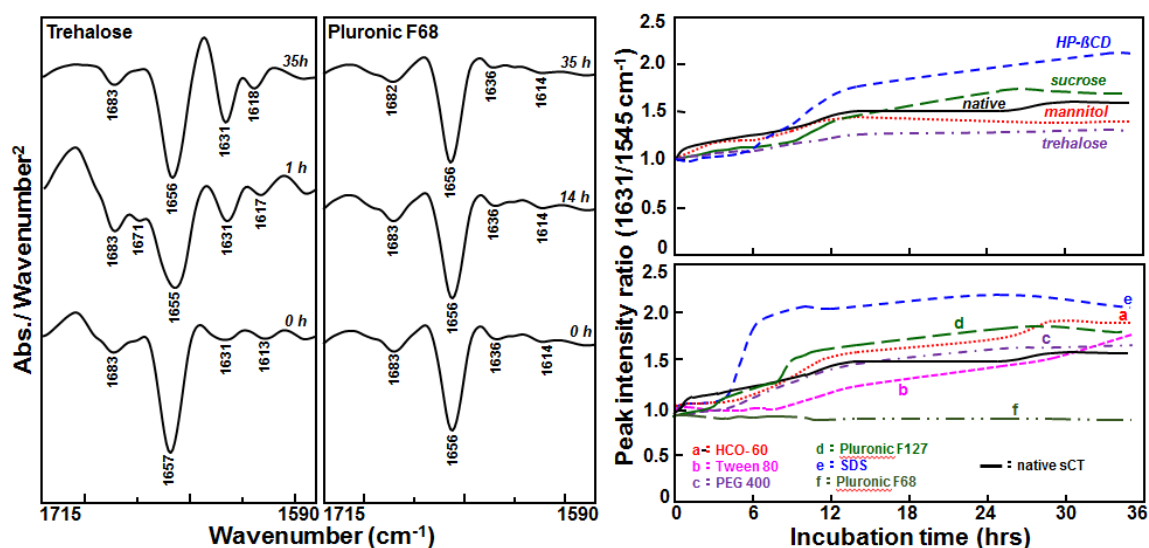 Trehalose
35h
1683
1656
1631
1618
1 h
1683
1671
1655
1631
1617
0 h
1683
1657
1631
1613
1715
1590
Pluronic F68
35 h
1682
1656
1636
1614
14 h
1683
1656
1636
1614
0 h
1683
1656
1636
1614
1715
1590
Abs./ Wavenumber2
Wavenumber (cm-1)
Peak intensity ratio (1631/1545 cm-1)
2.5
2.0
1.5
1.0
0.5
0
HP-ßCD
sucrose
native
mannitol
trehalose
2.5
2.0
1.5
1.0
0.5
0
e
a
d
c
b
f
a: HCO-60
b : Tween 80
c : PEG 400
d : Pluronic F127
e : SDS
f : Pluronic F68
: native sCT
0 6 12 18 24 30 36
Incubation time (hrs)